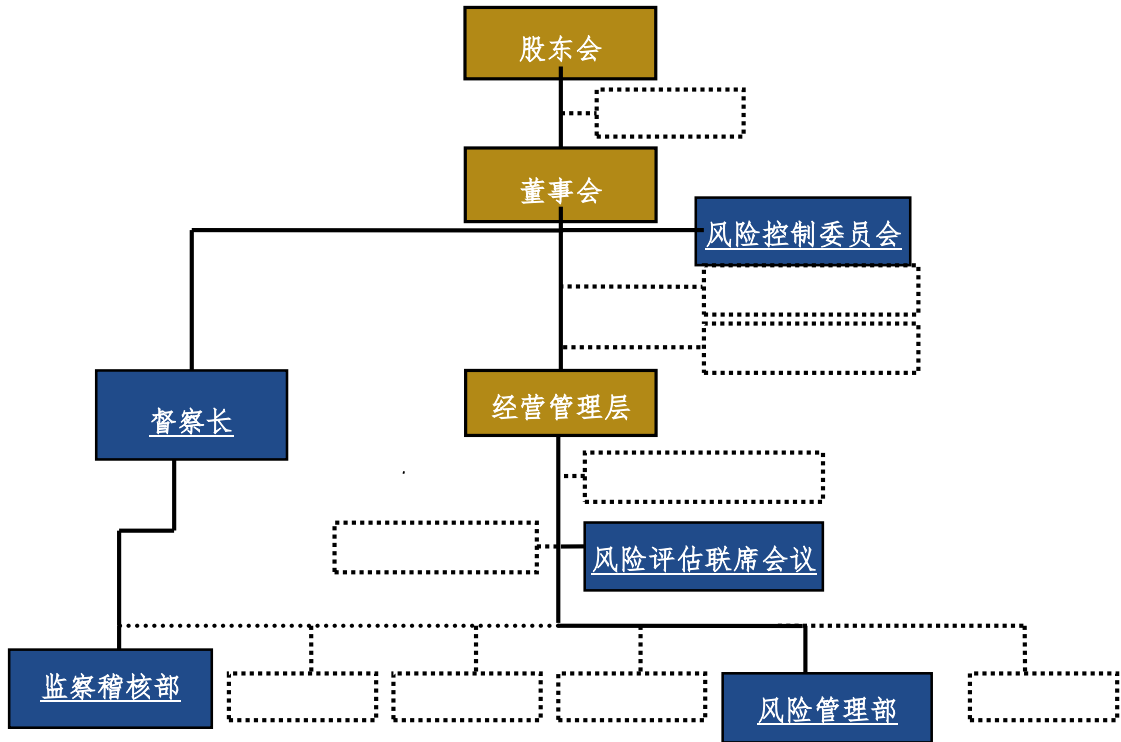 股东会
董事会
风险控制委员会
督察长
经营管理层
风险评估联席会议
监察稽核部
风险管理部